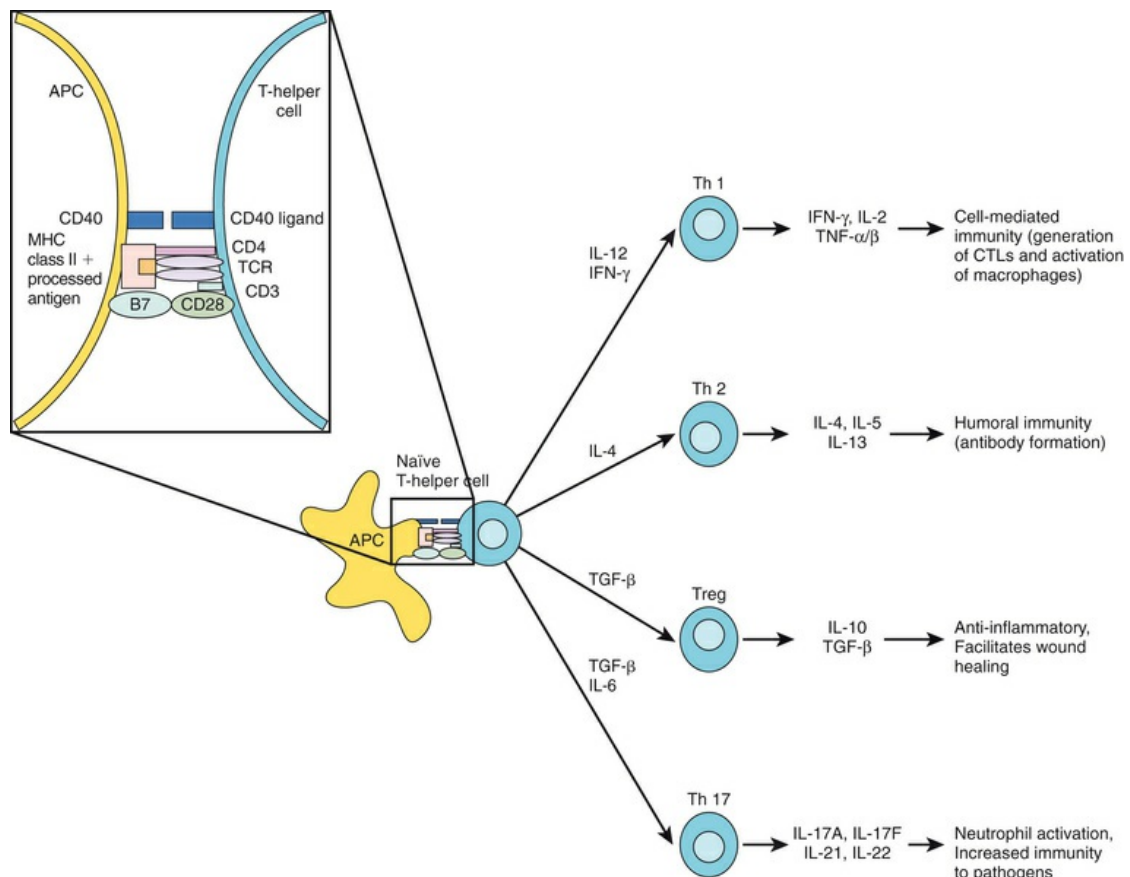 APC
T-helper
cell
CD40
CD40 ligand
MHC
class II +
processed
antigen
CD4
TCR
CD3
B7
CD28
Naïve
T-helper cell
APC
IL-12
IFN-γ
Th 1
IFN-γ, IL-2
TNF-α/β
Cell-mediated
immunity (generation
of CTLs and activation
of macrophages)
IL-4
Th 2
IL-4, IL-5
IL-13
Humoral immunity
(antibody formation)
TGF-β
Treg
IL-10
TGF-β
Anti-inflammatory,
Facilitates wound
healing
TGF-β
IL-6
Th 17
IL-17A, IL-17F
IL-21, IL-22
Neutrophil activation,
Increased immunity
to pathogens